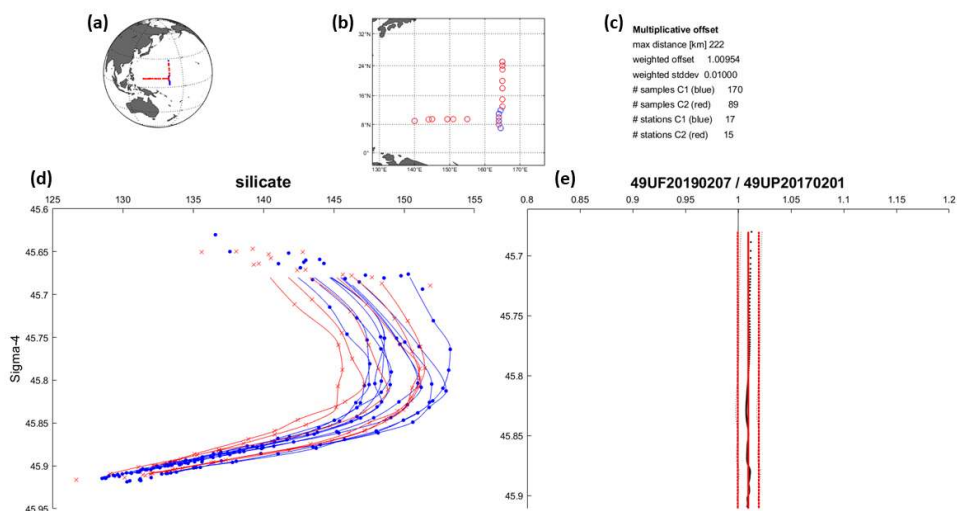 (a)
(b)
(c)
32°N
24°N
16°N
8°N
0°
130°E 140°E 150°E 160°E 170°E
Multiplicative offset
max distance [km] 222
weighted offset 1.00954
weighted stddev 0.01000
# samples C1 (blue) 170
# samples C2 (red) 89
# stations C1 (blue) 17
# stations C2 (red) 15
(d)
silicate
125 130 135 140 145 150 155
45.6
45.65
45.7
45.75
45.8
45.85
45.9
45.95
Sigma-4
(e)
49UF20190207 / 49UP20170201
0.8 0.85 0.9 0.95 1 1.05 1.1 1.15 1.2
45.7
45.75
45.8
45.85
45.9